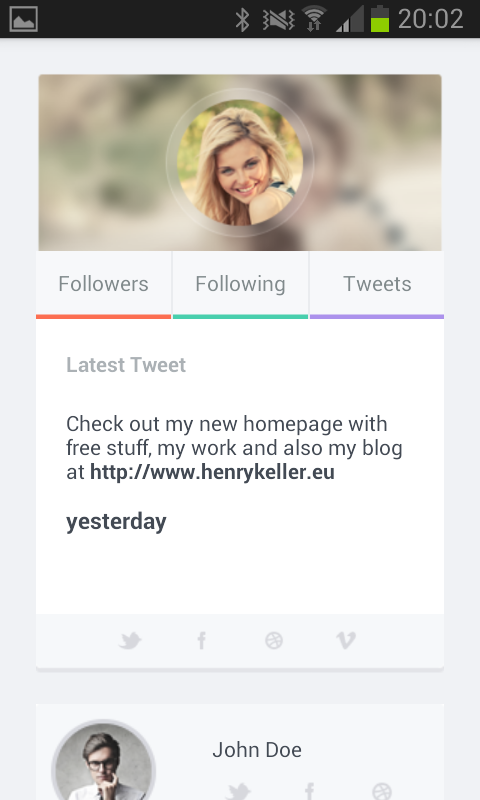 20:02
Followers
Following
Tweets
Latest Tweet
Check out my new homepage with
free stuff, my work and also my blog
at http://www.henrykeller.eu
yesterday
John Doe